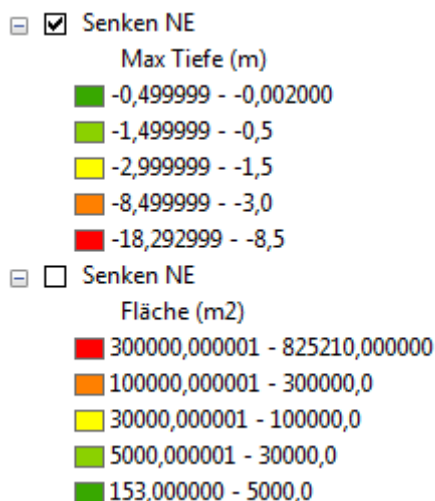 Senken NE
Max Tiefe (m)
-0,499999 - -0,002000
-1,499999 - -0,5
-2,999999 - -1,5
-8,499999 - -3,0
-18,292999 - -8,5
Senken NE
Fläche (m2)
300000,000001 - 825210,000000
100000,000001 - 300000,0
30000,000001 - 100000,0
5000,000001 - 30000,0
153,000000 - 5000,0